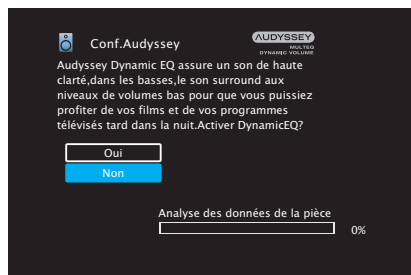 Conf.Audyssey
AUDYSSEY
MULTEQ
DYNAMIC VOLUME
Audyssey Dynamic EQ assure un son de haute
clarté,dans les basses,le son surround aux
niveaux de volumes bas pour que vous puissiez
profiter de vos films et de vos programmes
télévisés tard dans la nuit.Activer DynamicEQ?
Oui
Non
Analyse des données de la pièce
0%